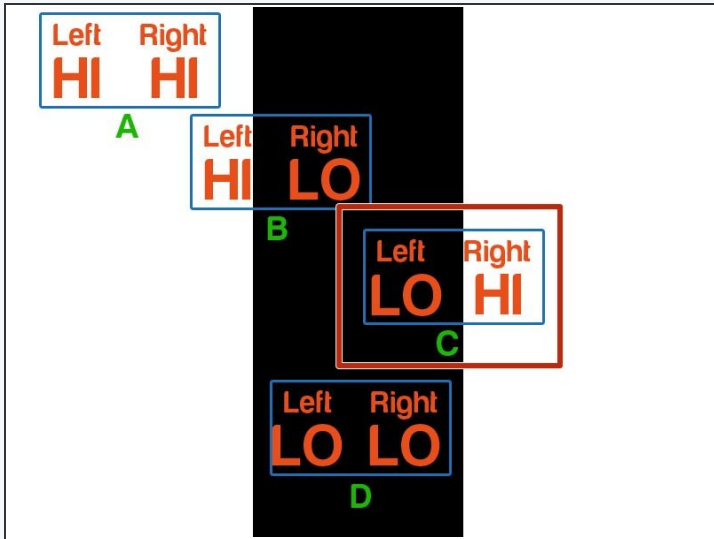 Left Right
HI HI
A
Left Right
HI LO
B
Left Right
LO HI
C
Left Right
LO LO
D